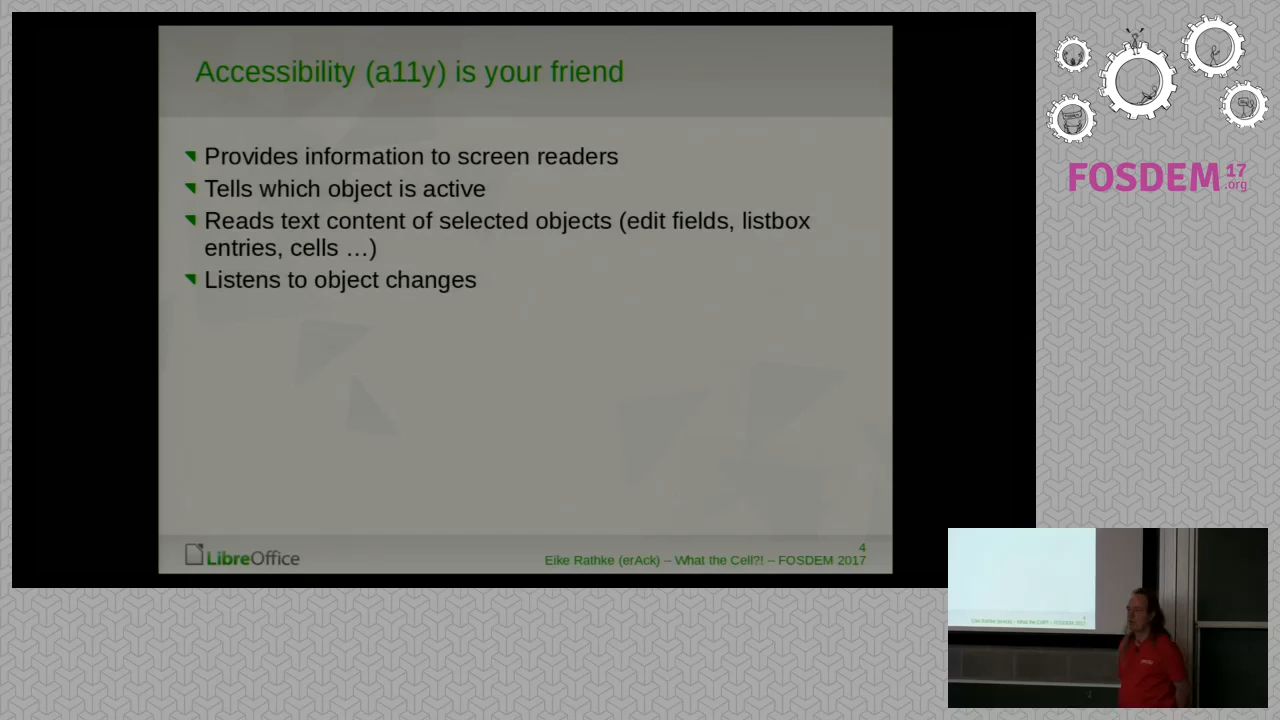 Accessibility (a11y) is your friend
Provides information to screen readers
Tells which object is active
Reads text content of selected objects (edit fields, listbox
entries, cells …)
Listens to object changes
LibreOffice
4
Eike Rathke (erAck) – What the Cell?! – FOSDEM 2017
FOSDEM 17
.org